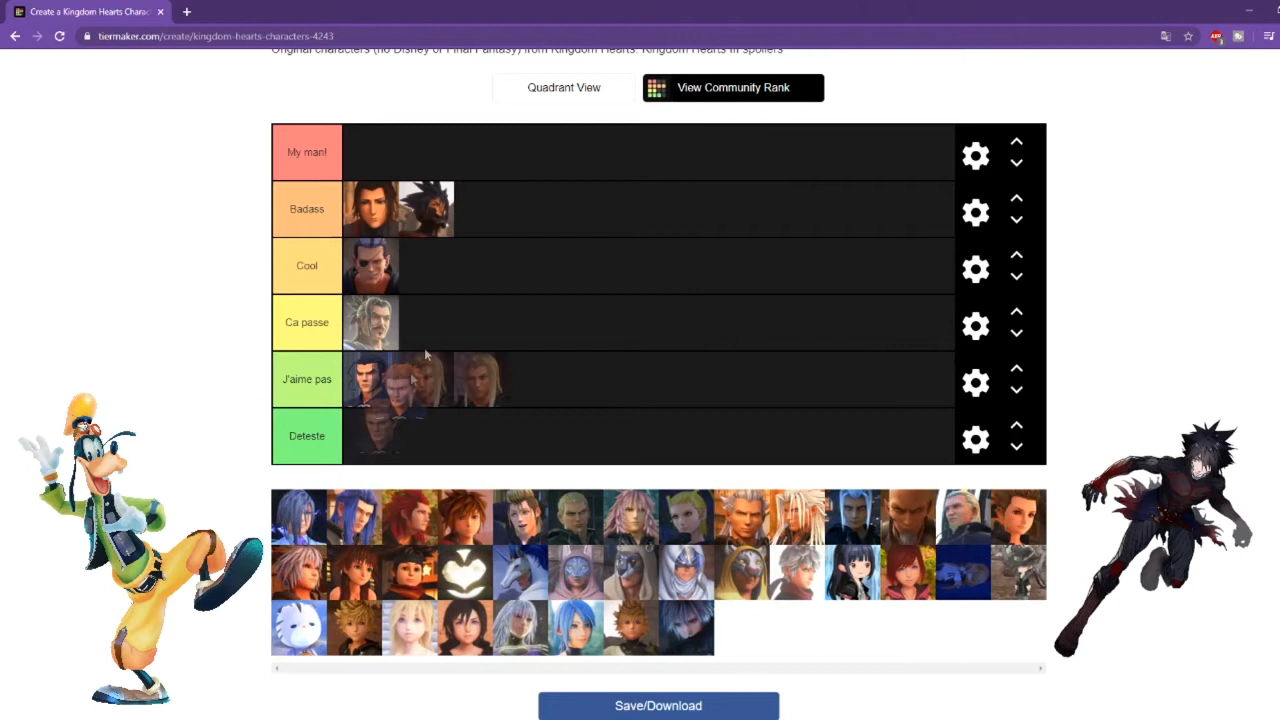 Create a Kingdom Hearts Charac
tiermaker.com/create/kingdom-hearts-characters-4243
Original characters (no Disney or Final Fantasy) from Kingdom Hearts. Kingdom Hearts III spoilers
Quadrant View
View Community Rank
My man!
Badass
Cool
Ca passe
J'aime pas
Deteste
Save/Download